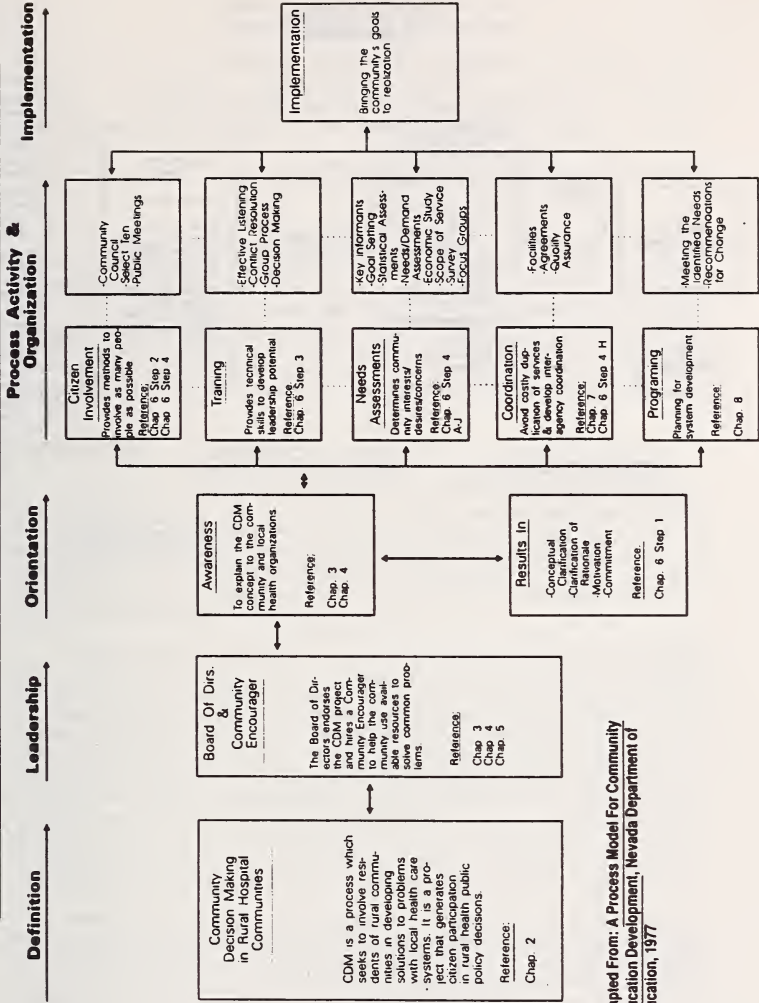 Definition
Leadership
Orientation
Process Activity &
Organization
Implementation
Community
Decision Making
in Rural Hospital
Communities
CDM is a process which
seeks to involve resi-
dents of rural commu-
nities in developing
solutions to problems
with local health care
systems. It is a pro-
ject that generates
citizen participation
in rural health public
policy decisions.
Reference:
Chap. 2
Board Of Dirs.
&
Community
Encourager
The Board of Dir-
ectors endorses
the CDM project
and hires a Com-
munity Encourager
to help the com-
munity use avail-
able resources to
solve common prob-
lems.
Reference:
Chap 3
Chap 4
Chap. 5
Awareness
To explain the CDM
concept to the com-
munity and local
health organizations.
Reference:
Chap. 3
Chap. 4
Results In
-Conceptual
Clarification
-Clarification of
Rationale
-Motivation
-Commitment
Reference.
Chap. 6 Step 1
Citizen
Involvement
Provides methods to
involve as many peo-
ple as possible
Reference:
Chap. 6 Step 2
Chap. 6 Step 4
-Community
Council
-Select Ten
-Public Meetings
Training
Provides technical
skills to develop
leadership potential
Reference.
Chap. 6 Step 3
-Effective Listening
-Conflict Resolution
-Group Process
-Decision Making
Needs
Assessments
Determines commu-
nity interests/
desires/concerns
Reference:
Chap. 6 Step 4
A-J
-Key informants
-Goal Setting
-Statistical Assess-
ments
-Needs/Demand
Assessments
-Economic Study
-Scope of Service
-Survey
-Focus Groups
Coordination
Avoid costly dup-
lication of services
& develop inter-
agency coordination
Reference:
Chap. 7
Chap. 6 Step 4 H
-Facilities
-Agreements
-Quality
Assurance
Programing
Planning for
system development
Reference:
Chap. 8
-Meeting the
Identified Needs
-Recommendations
for Change
Implementation
Bringing the
community's goals
to realization
pted From: A Process Model For Community
ication Development, Nevada Department of
cation, 1977